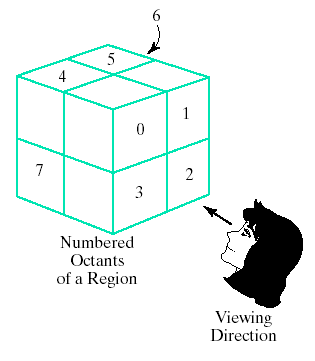 6
5
4
1
0
7
2
3
Numbered
Octants
of a Region
Viewing
Direction